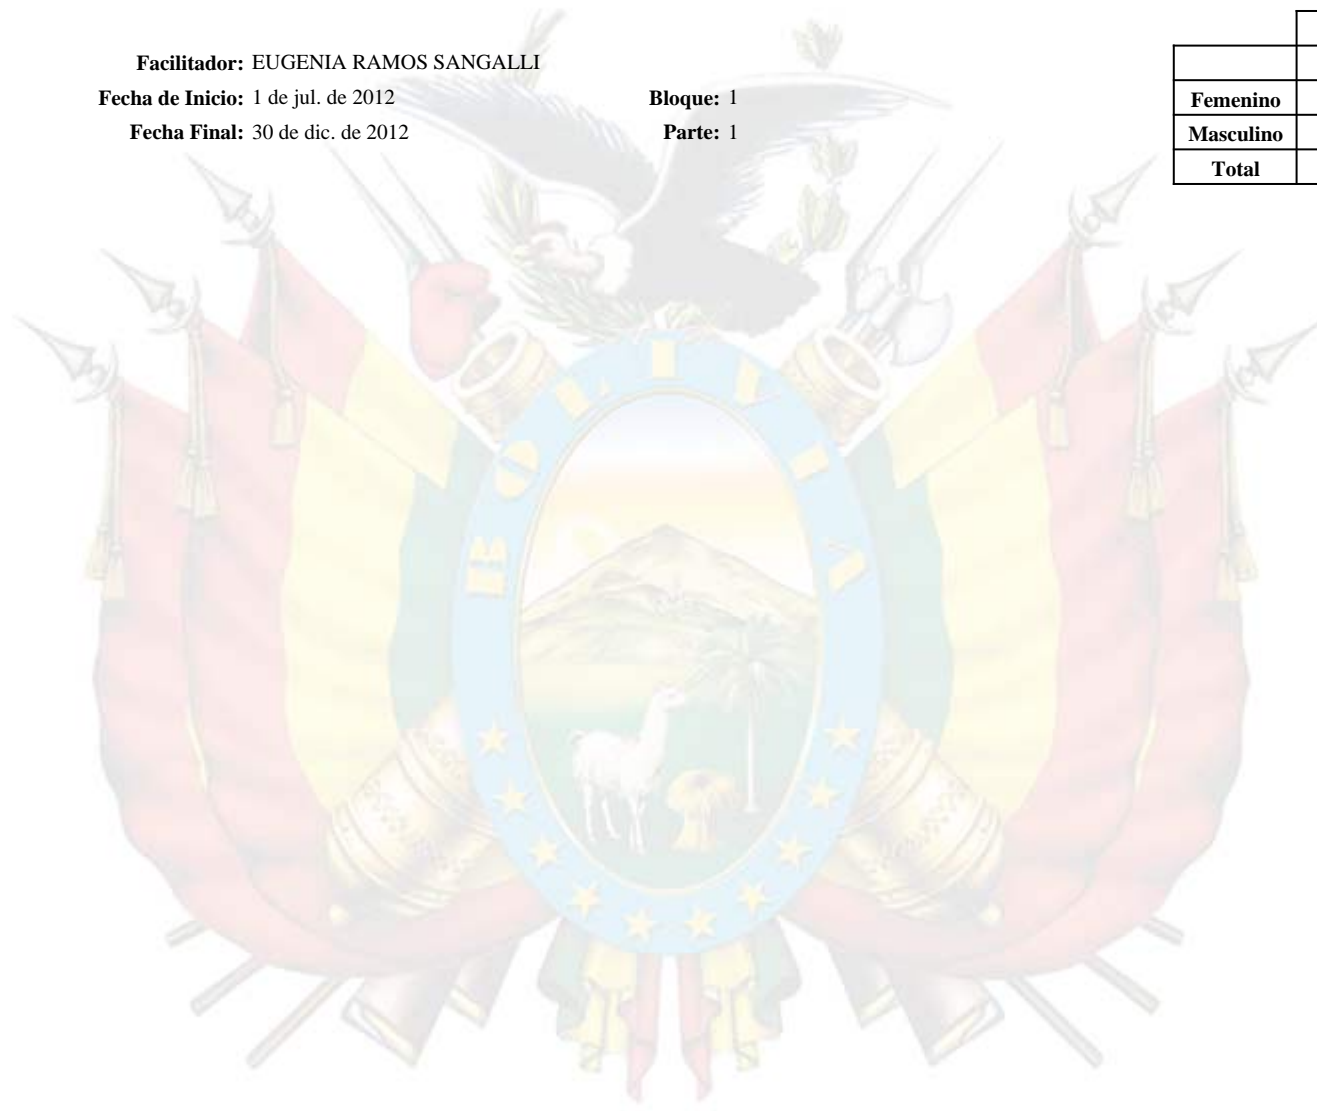 Facilitador: EUGENIA RAMOS SANGALLI
Fecha de Inicio: 1 de jul. de 2012 Bloque: 1
Fecha Final: 30 de dic. de 2012 Parte: 1
Femenino
Masculino
Total
BOLIVIA